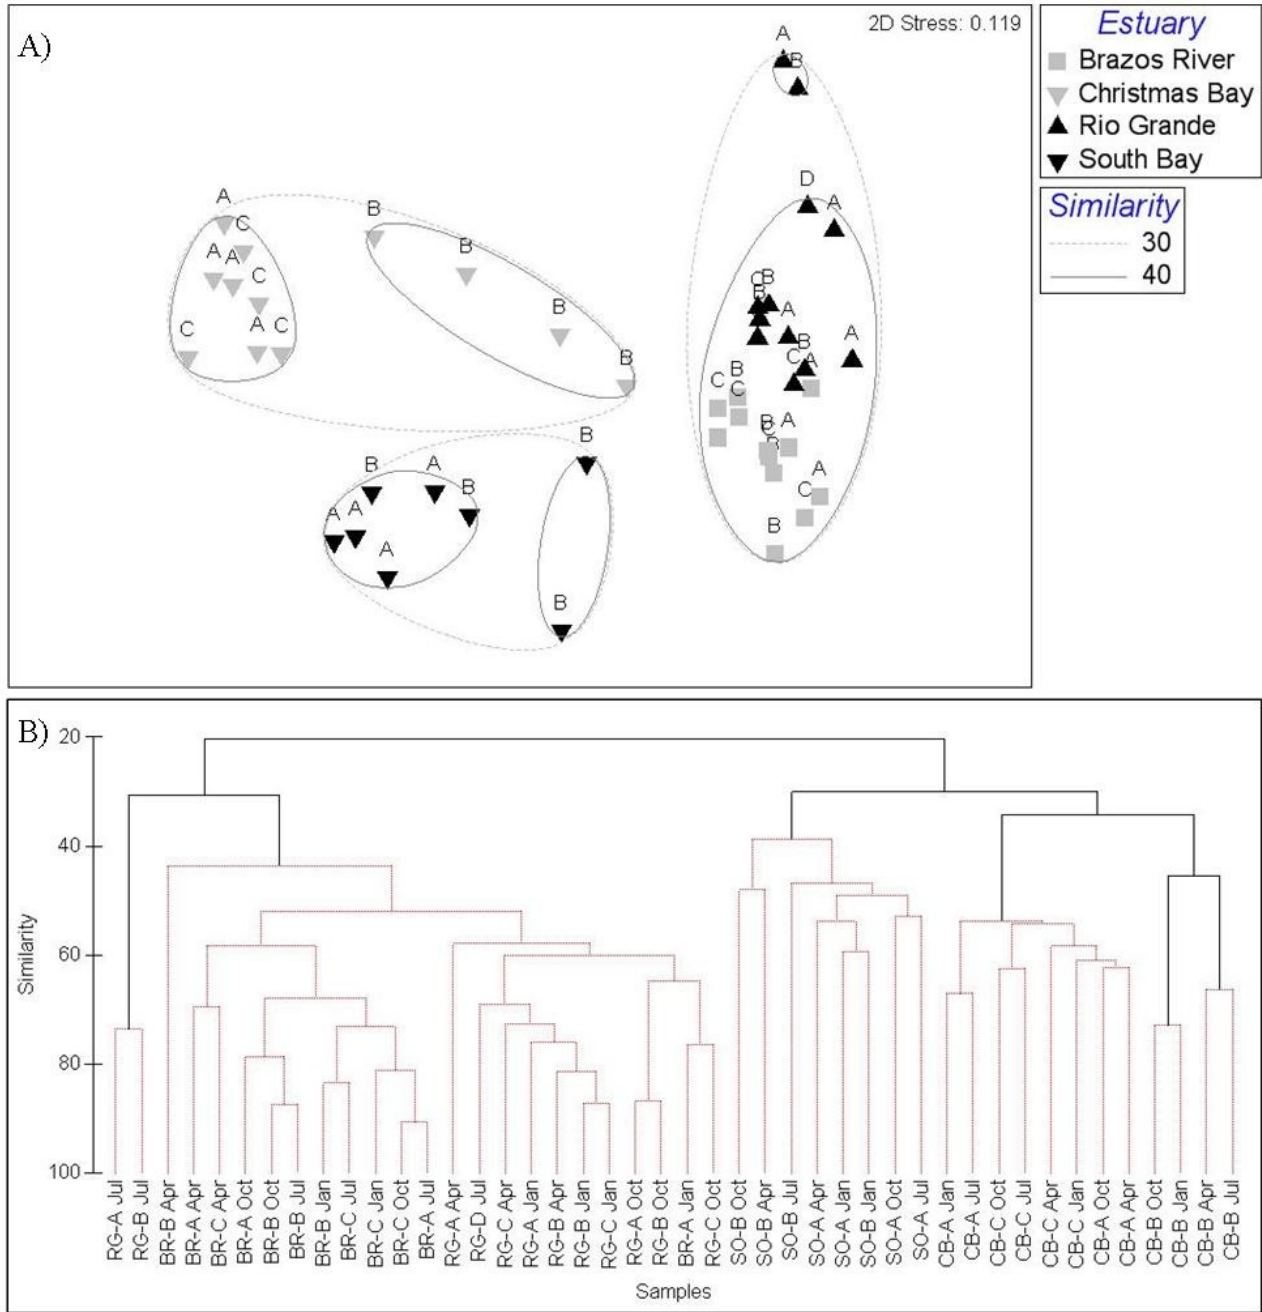 A)
2D Stress: 0.119
Estuary
Brazos River
Christmas Bay
Rio Grande
South Bay
Similarity
30
40
A
B
D
A
A
C
B
B
A
A
A
C
B
B
C B
B
A
A
B
C A
C
A
C
B
B
C
B
C
A
B
A
C
B
B
B
A
B
A
A
A
B
B)
20
40
60
80
100
Similarity
RG-A Jul
RG-B Jul
BR-B Apr
BR-A Apr
BR-C Apr
BR-A Oct
BR-B Oct
BR-B Jul
BR-B Jan
BR-C Jul
BR-C Jan
BR-C Oct
BR-A Jul
RG-A Apr
RG-D Jul
RG-C Apr
RG-A Jan
RG-B Apr
RG-B Jan
RG-C Jan
RG-A Oct
RG-B Oct
BR-A Jan
RG-C Oct
SO-B Oct
SO-B Apr
SO-B Jul
SO-A Apr
SO-A Jan
SO-B Jan
SO-A Oct
SO-A Jul
CB-A Jan
CB-A Jul
CB-C Oct
CB-C Jul
CB-C Apr
CB-C Jan
CB-A Oct
CB-A Apr
CB-B Oct
CB-B Jan
CB-B Apr
CB-B Jul
Samples